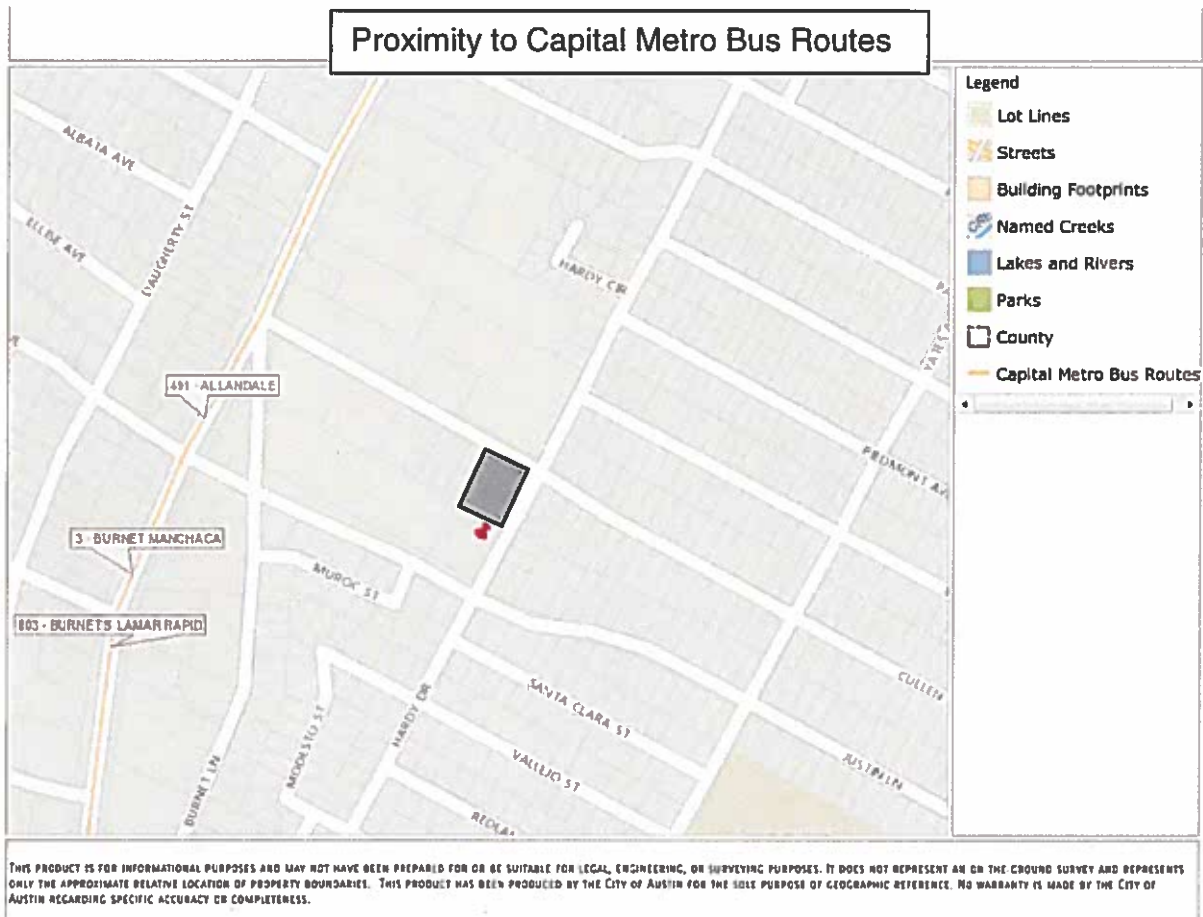 Proximity to Capital Metro Bus Routes
Legend
Lot Lines
Streets
Building Footprints
Named Creeks
Lakes and Rivers
Parks
County
Capital Metro Bus Routes
ALBATA AVE
ELLISE AVE
DAUGHERTY ST
HARDY CIR
491 - ALLANDALE
PIEDMONT AVE
3 - BURNET MANCHACA
MUROC ST
803 - BURNETS LAMAR RAPID
CULLEN
SANTA CLARA ST
HARDY DR
MODESTO ST
VALLEJO ST
JUSTIN LN
BURNET LN
REDLA
THIS PRODUCT IS FOR INFORMATIONAL PURPOSES AND MAY NOT HAVE BEEN PREPARED FOR OR BE SUITABLE FOR LEGAL, ENGINEERING, OR SURVEYING PURPOSES. IT DOES NOT REPRESENT AN ON THE GROUND SURVEY AND REPRESENTS
ONLY THE APPROXIMATE RELATIVE LOCATION OF PROPERTY BOUNDARIES. THIS PRODUCT HAS BEEN PRODUCED BY THE CITY OF AUSTIN FOR THE SOLE PURPOSE OF GEOGRAPHIC REFERENCE. NO WARRANTY IS MADE BY THE CITY OF
AUSTIN REGARDING SPECIFIC ACCURACY OR COMPLETENESS.